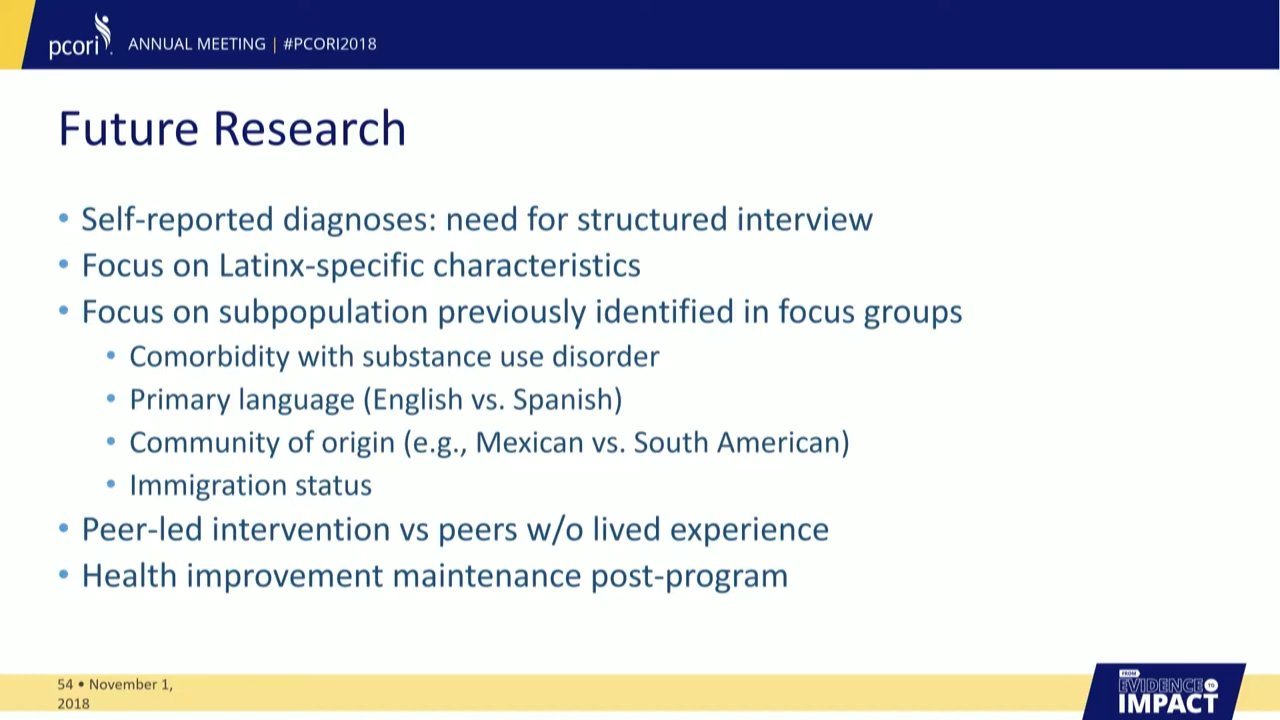 pcori
ANNUAL MEETING | #PCORI2018
Future Research
• Self-reported diagnoses: need for structured interview
• Focus on Latinx-specific characteristics
• Focus on subpopulation previously identified in focus groups
• Comorbidity with substance use disorder
• Primary language (English vs. Spanish)
• Community of origin (e.g., Mexican vs. South American)
• Immigration status
• Peer-led intervention vs peers w/o lived experience
• Health improvement maintenance post-program
54 • November 1,
2018
FROM
EVIDENCE TO
IMPACT